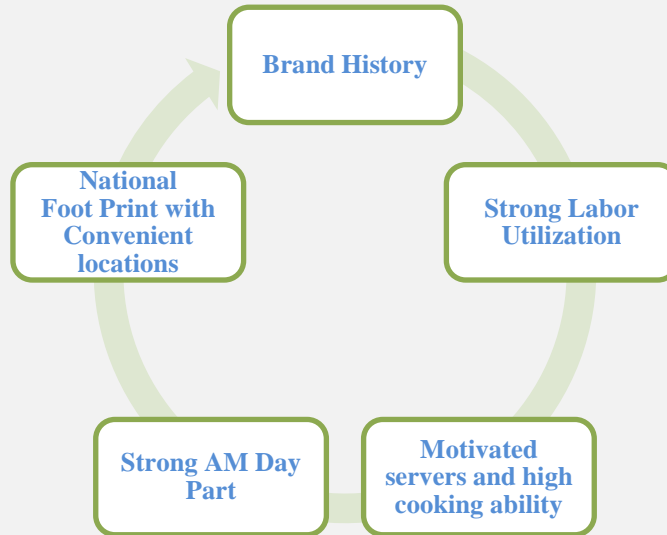 Brand History
Strong Labor
Utilization
Motivated
servers and high
cooking ability
Strong AM Day
Part
National
Foot Print with
Convenient
locations